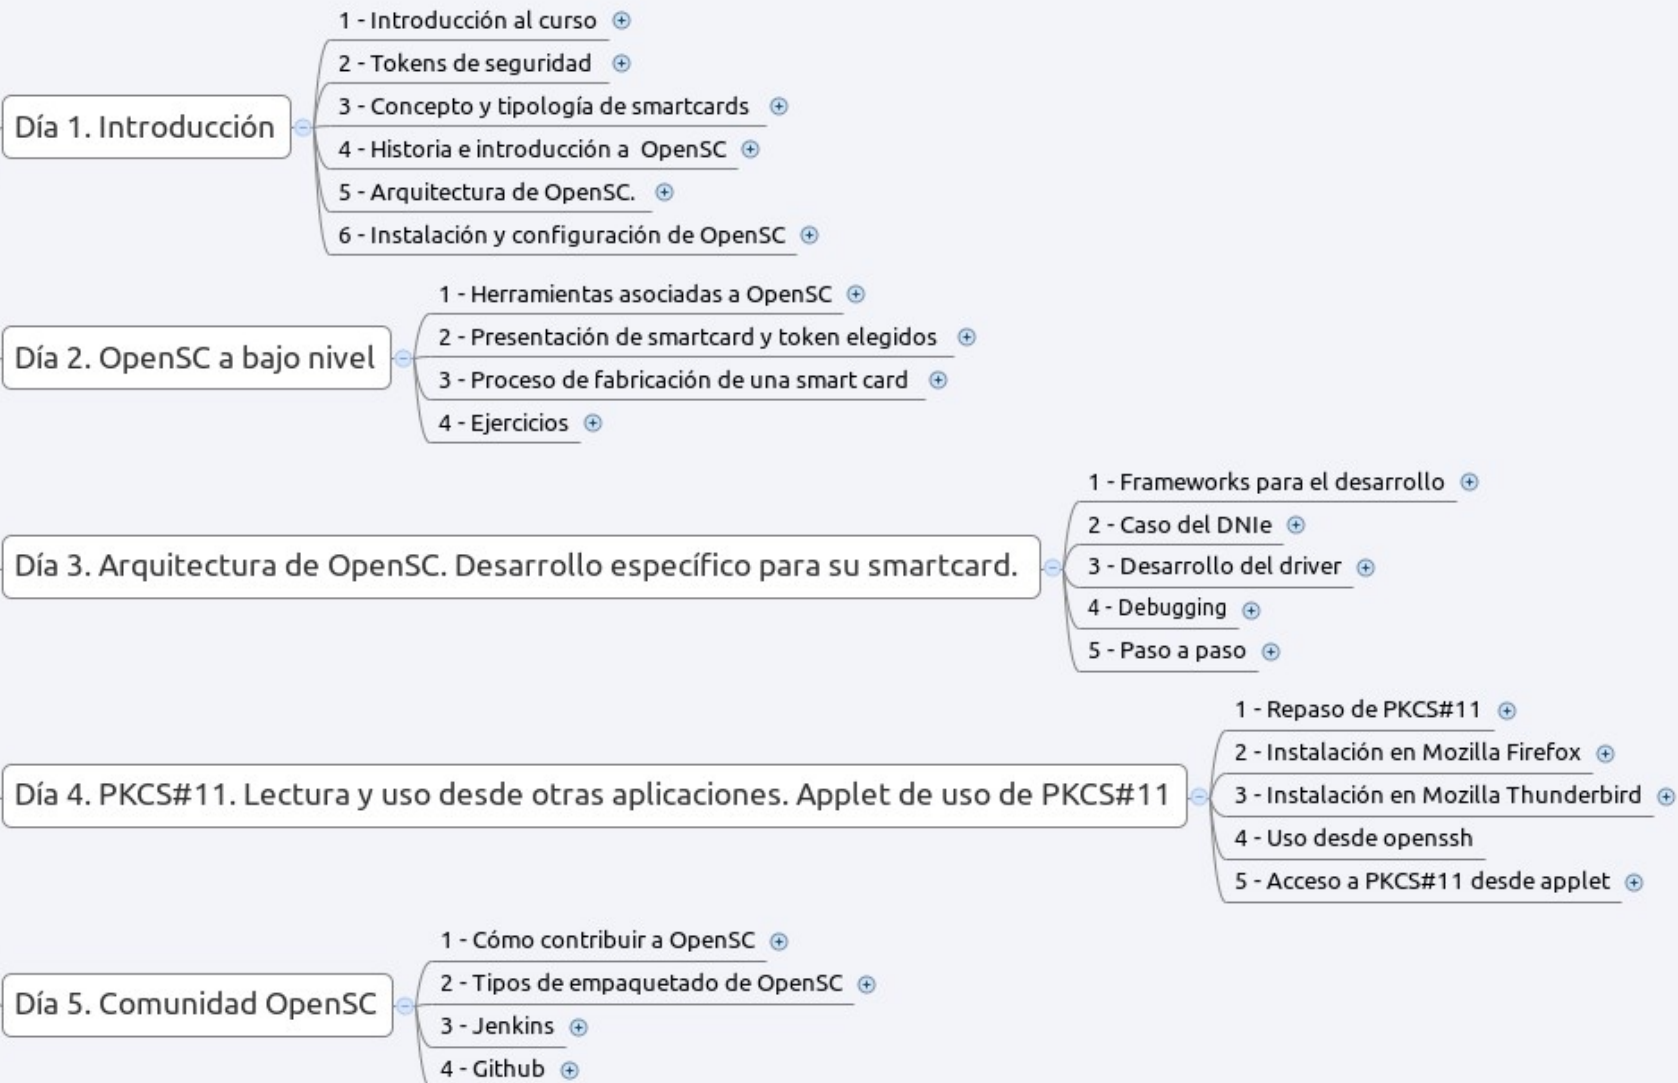 Día 1. Introducción
1 - Introducción al curso
2 - Tokens de seguridad
3 - Concepto y tipología de smartcards
4 - Historia e introducción a  OpenSC
5 - Arquitectura de OpenSC.
6 - Instalación y configuración de OpenSC
Día 2. OpenSC a bajo nivel
1 - Herramientas asociadas a OpenSC
2 - Presentación de smartcard y token elegidos
3 - Proceso de fabricación de una smart card
4 - Ejercicios
Día 3. Arquitectura de OpenSC. Desarrollo específico para su smartcard.
1 - Frameworks para el desarrollo
2 - Caso del DNIe
3 - Desarrollo del driver
4 - Debugging
5 - Paso a paso
Día 4. PKCS#11. Lectura y uso desde otras aplicaciones. Applet de uso de PKCS#11
1 - Repaso de PKCS#11
2 - Instalación en Mozilla Firefox
3 - Instalación en Mozilla Thunderbird
4 - Uso desde openssh
5 - Acceso a PKCS#11 desde applet
Día 5. Comunidad OpenSC
1 - Cómo contribuir a OpenSC
2 - Tipos de empaquetado de OpenSC
3 - Jenkins
4 - Github